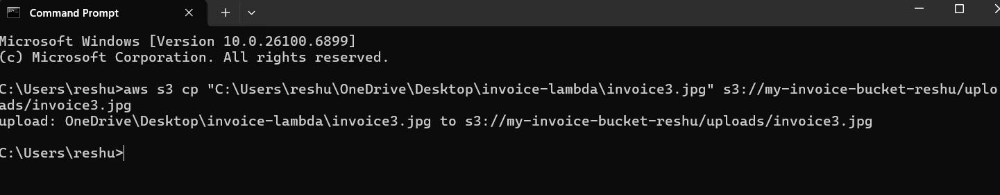 Command Prompt
Microsoft Windows [Version 10.0.26100.6899]
(c) Microsoft Corporation. All rights reserved.
C:\Users\reshu>aws s3 cp "C:\Users\reshu\OneDrive\Desktop\invoice-lambda\invoice3.jpg" s3://my-invoice-bucket-reshu/uplo
ads/invoice3.jpg
upload: OneDrive\Desktop\invoice-lambda\invoice3.jpg to s3://my-invoice-bucket-reshu/uploads/invoice3.jpg
C:\Users\reshu>